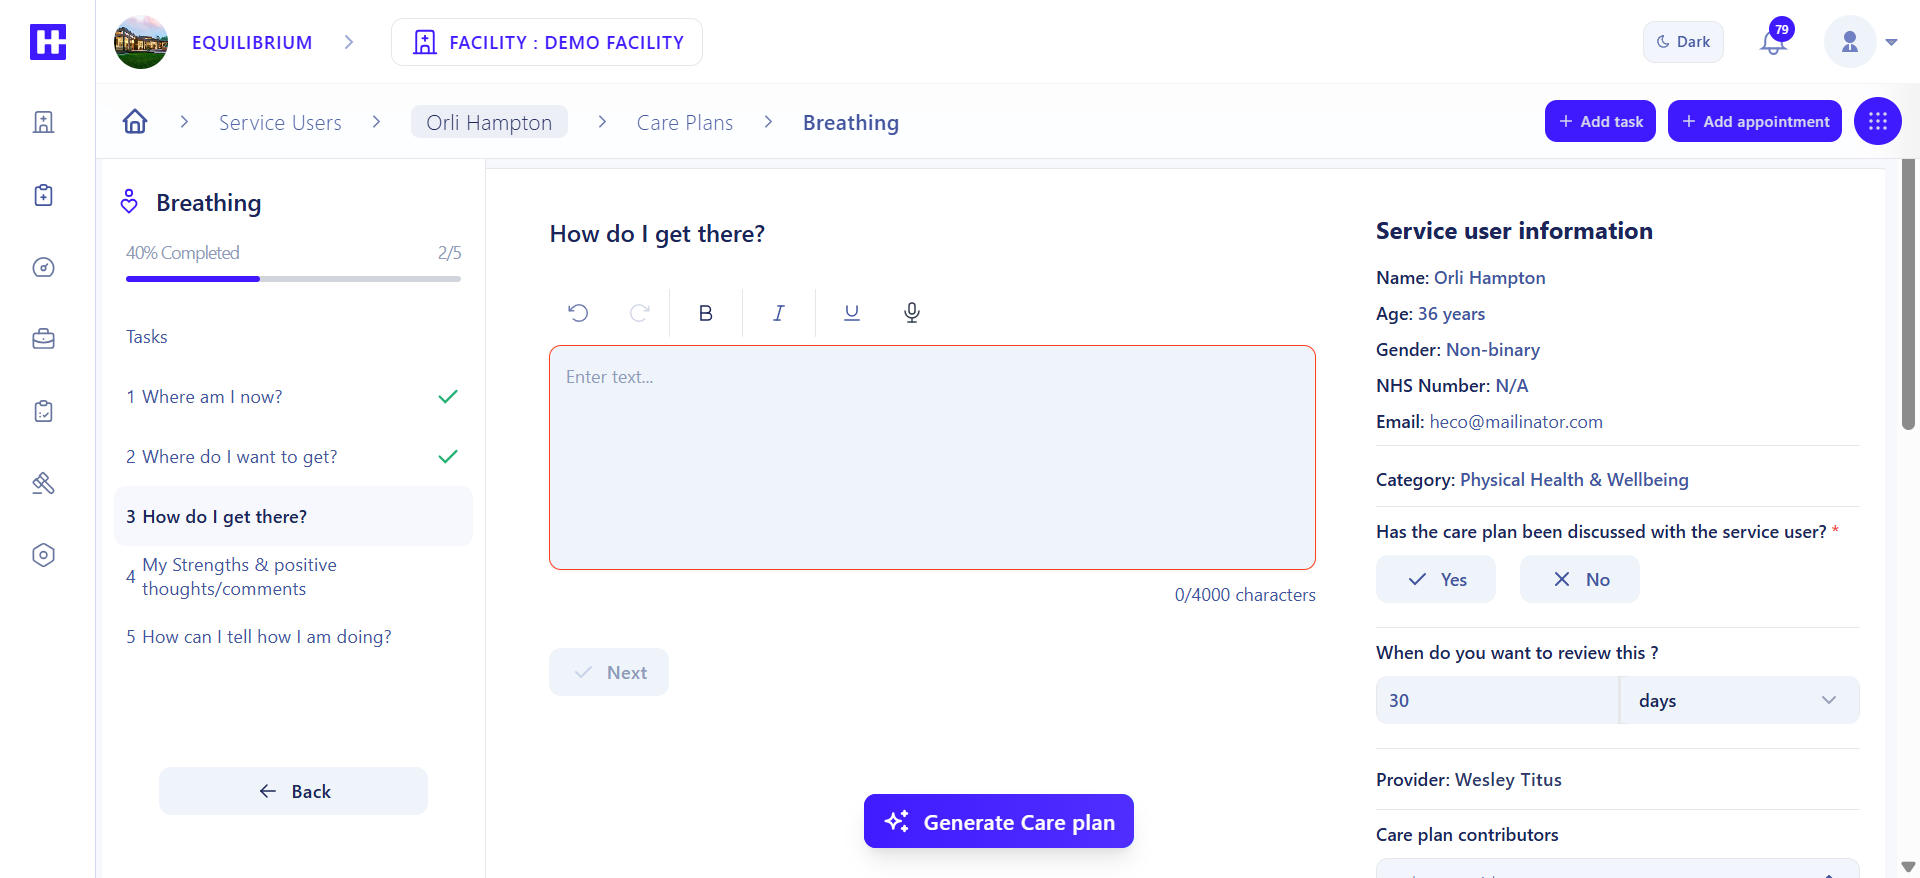 EQUILIBRIUM
FACILITY : DEMO FACILITY
Dark
79
Service Users
Orli Hampton
Care Plans
Breathing
+ Add task
+ Add appointment
Breathing
40% Completed
2/5
Tasks
1 Where am I now?
2 Where do I want to get?
3 How do I get there?
4 My Strengths & positive
thoughts/comments
5 How can I tell how I am doing?
Back
How do I get there?
B
I
U
Enter text...
0/4000 characters
Next
Generate Care plan
Service user information
Name: Orli Hampton
Age: 36 years
Gender: Non-binary
NHS Number: N/A
Email: heco@mailinator.com
Category: Physical Health & Wellbeing
Has the care plan been discussed with the service user? *
Yes
No
When do you want to review this ?
30
days
Provider: Wesley Titus
Care plan contributors